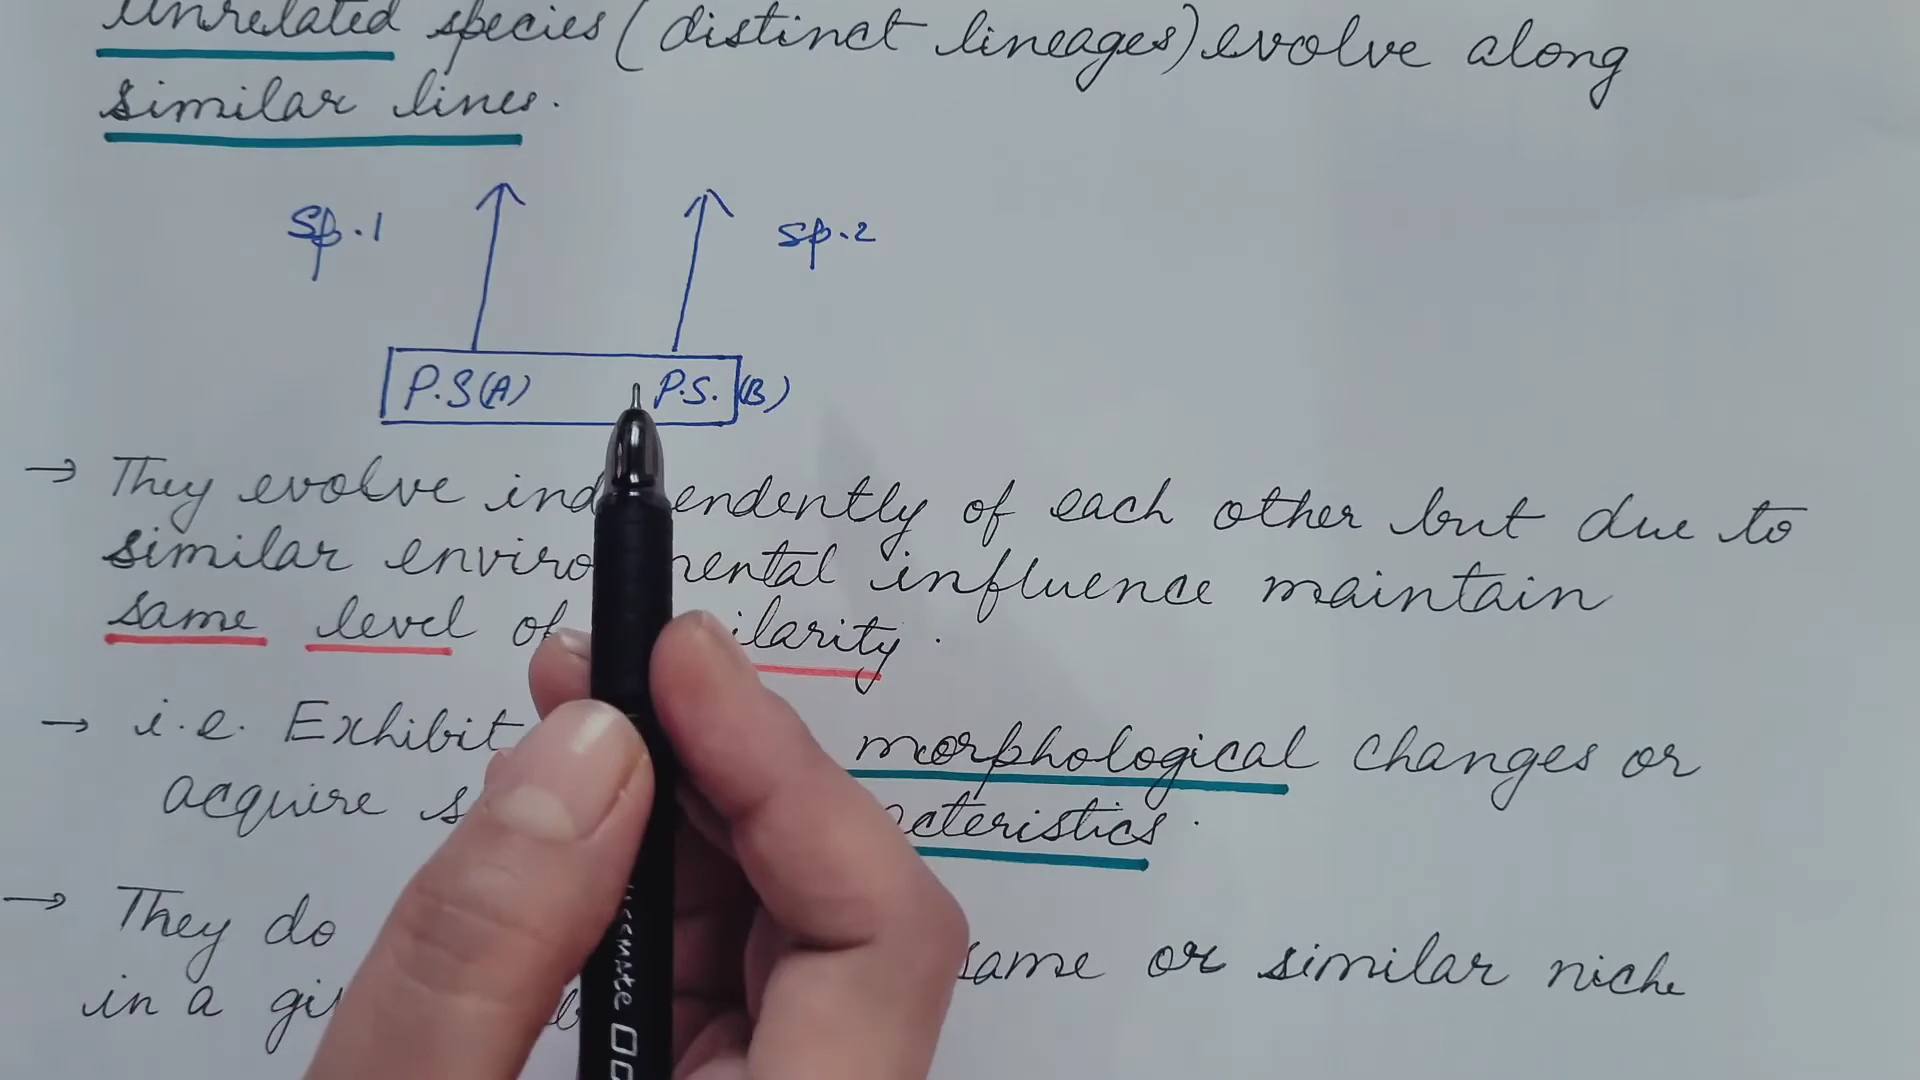 unrelated species (distinct lineages) evolve along
similar lines.
Sp.1
Sp.2
P.S(A) P.S. (B)
→ They evolve ind endently of each other but due to
similar enviro mental influence maintain
same level of ilarity.
→ i.e. Exhibit morphological changes or
acquire s acteristics.
→ They do same or similar niche
in a gi